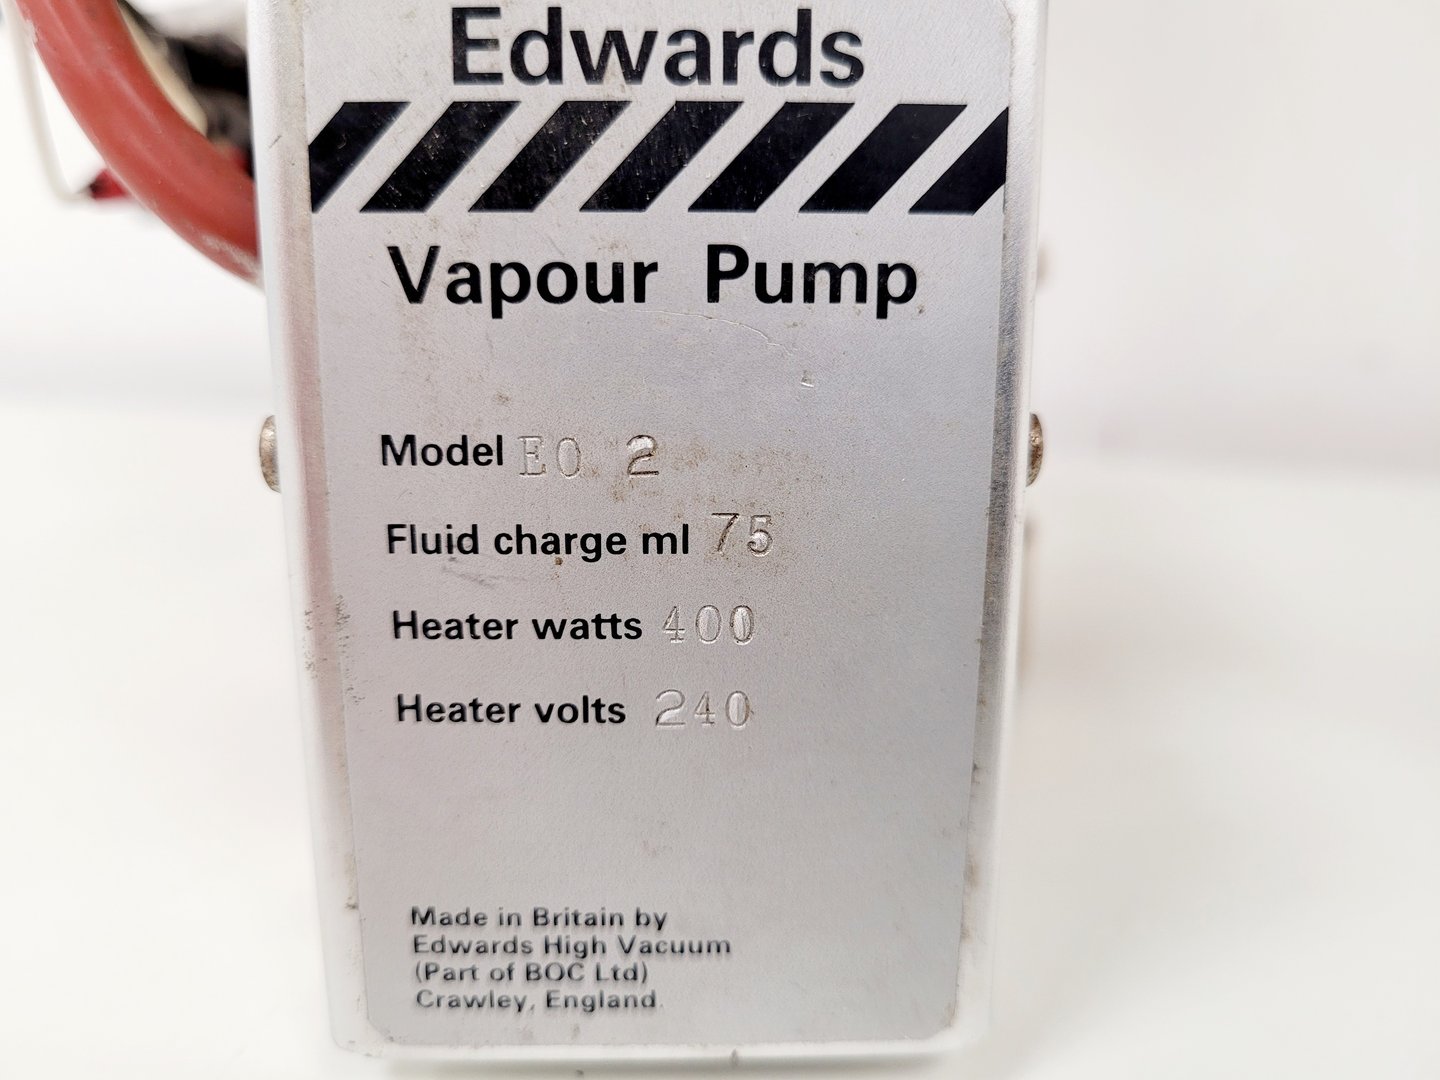 Edwards
Vapour Pump
Model EO 2
Fluid charge ml 75
Heater watts 400
Heater volts 240
Made in Britain by
Edwards High Vacuum
(Part of BOC Ltd)
Crawley, England